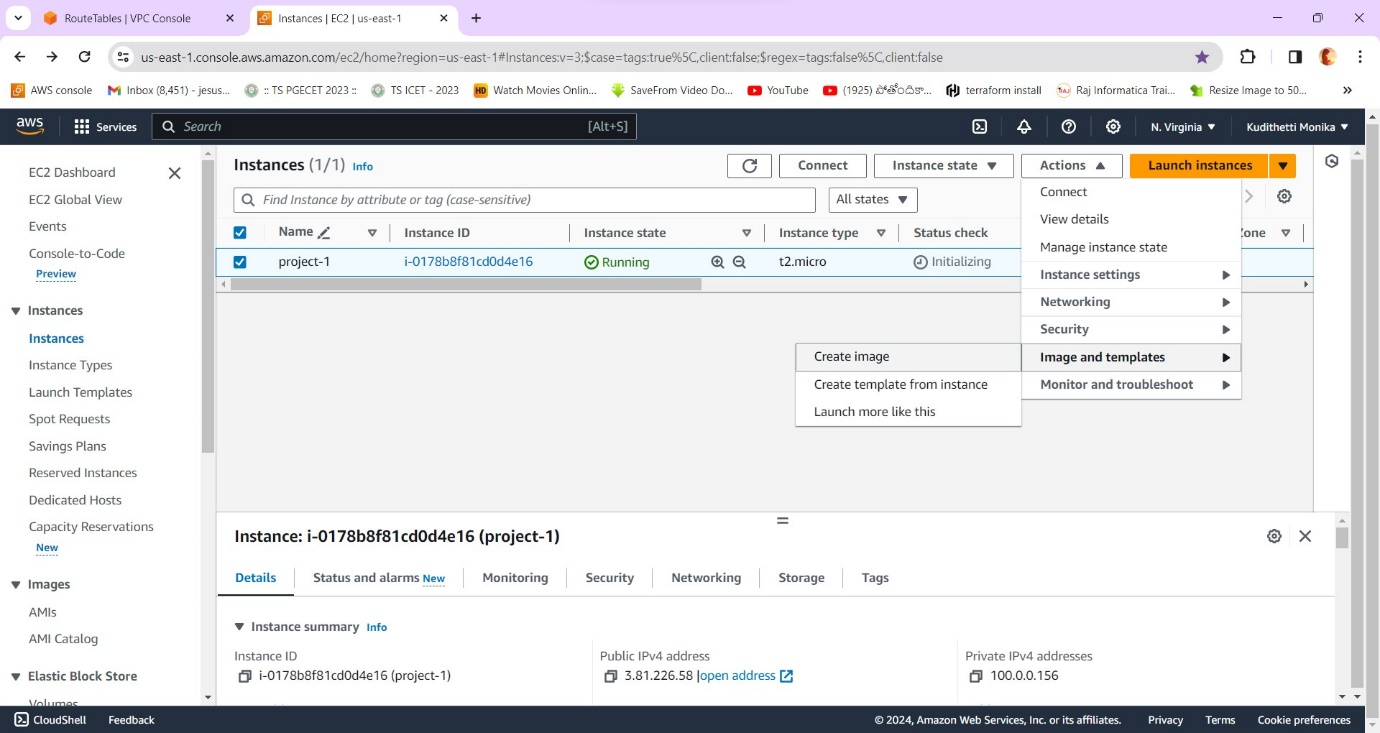 RouteTables | VPC Console
Instances | EC2 | us-east-1
us-east-1.console.aws.amazon.com/ec2/home?region=us-east-1#Instances:v=3;$case=tags:true%5C,client:false;$regex=tags:false%5C,client:false
AWS console
Inbox (8,451) - jesus...
:: TS PGECET 2023 ::
TS ICET - 2023
HD Watch Movies Onlin...
SaveFrom Video Do...
YouTube
(1925)
terraform install
Raj Informatica Trai...
Resize Image to 50...
aws
Services
Search
[Alt+S]
N. Virginia
Kudithetti Monika
EC2 Dashboard
EC2 Global View
Events
Console-to-Code
Preview
Instances
Instances
Instance Types
Launch Templates
Spot Requests
Savings Plans
Reserved Instances
Dedicated Hosts
Capacity Reservations
New
Images
AMIs
AMI Catalog
Elastic Block Store
Volumes
Instances (1/1) Info
Connect
Instance state
Actions
Launch instances
Find Instance by attribute or tag (case-sensitive)
All states
Name
Instance ID
Instance state
Instance type
Status check
Zone
project-1
i-0178b8f81cd0d4e16
Running
t2.micro
Initializing
Connect
View details
Manage instance state
Instance settings
Networking
Security
Image and templates
Monitor and troubleshoot
Create image
Create template from instance
Launch more like this
Instance: i-0178b8f81cd0d4e16 (project-1)
Details
Status and alarms New
Monitoring
Security
Networking
Storage
Tags
Instance summary Info
Instance ID
i-0178b8f81cd0d4e16 (project-1)
Public IPv4 address
3.81.226.58 |open address
Private IPv4 addresses
100.0.0.156
CloudShell
Feedback
© 2024, Amazon Web Services, Inc. or its affiliates.
Privacy
Terms
Cookie preferences